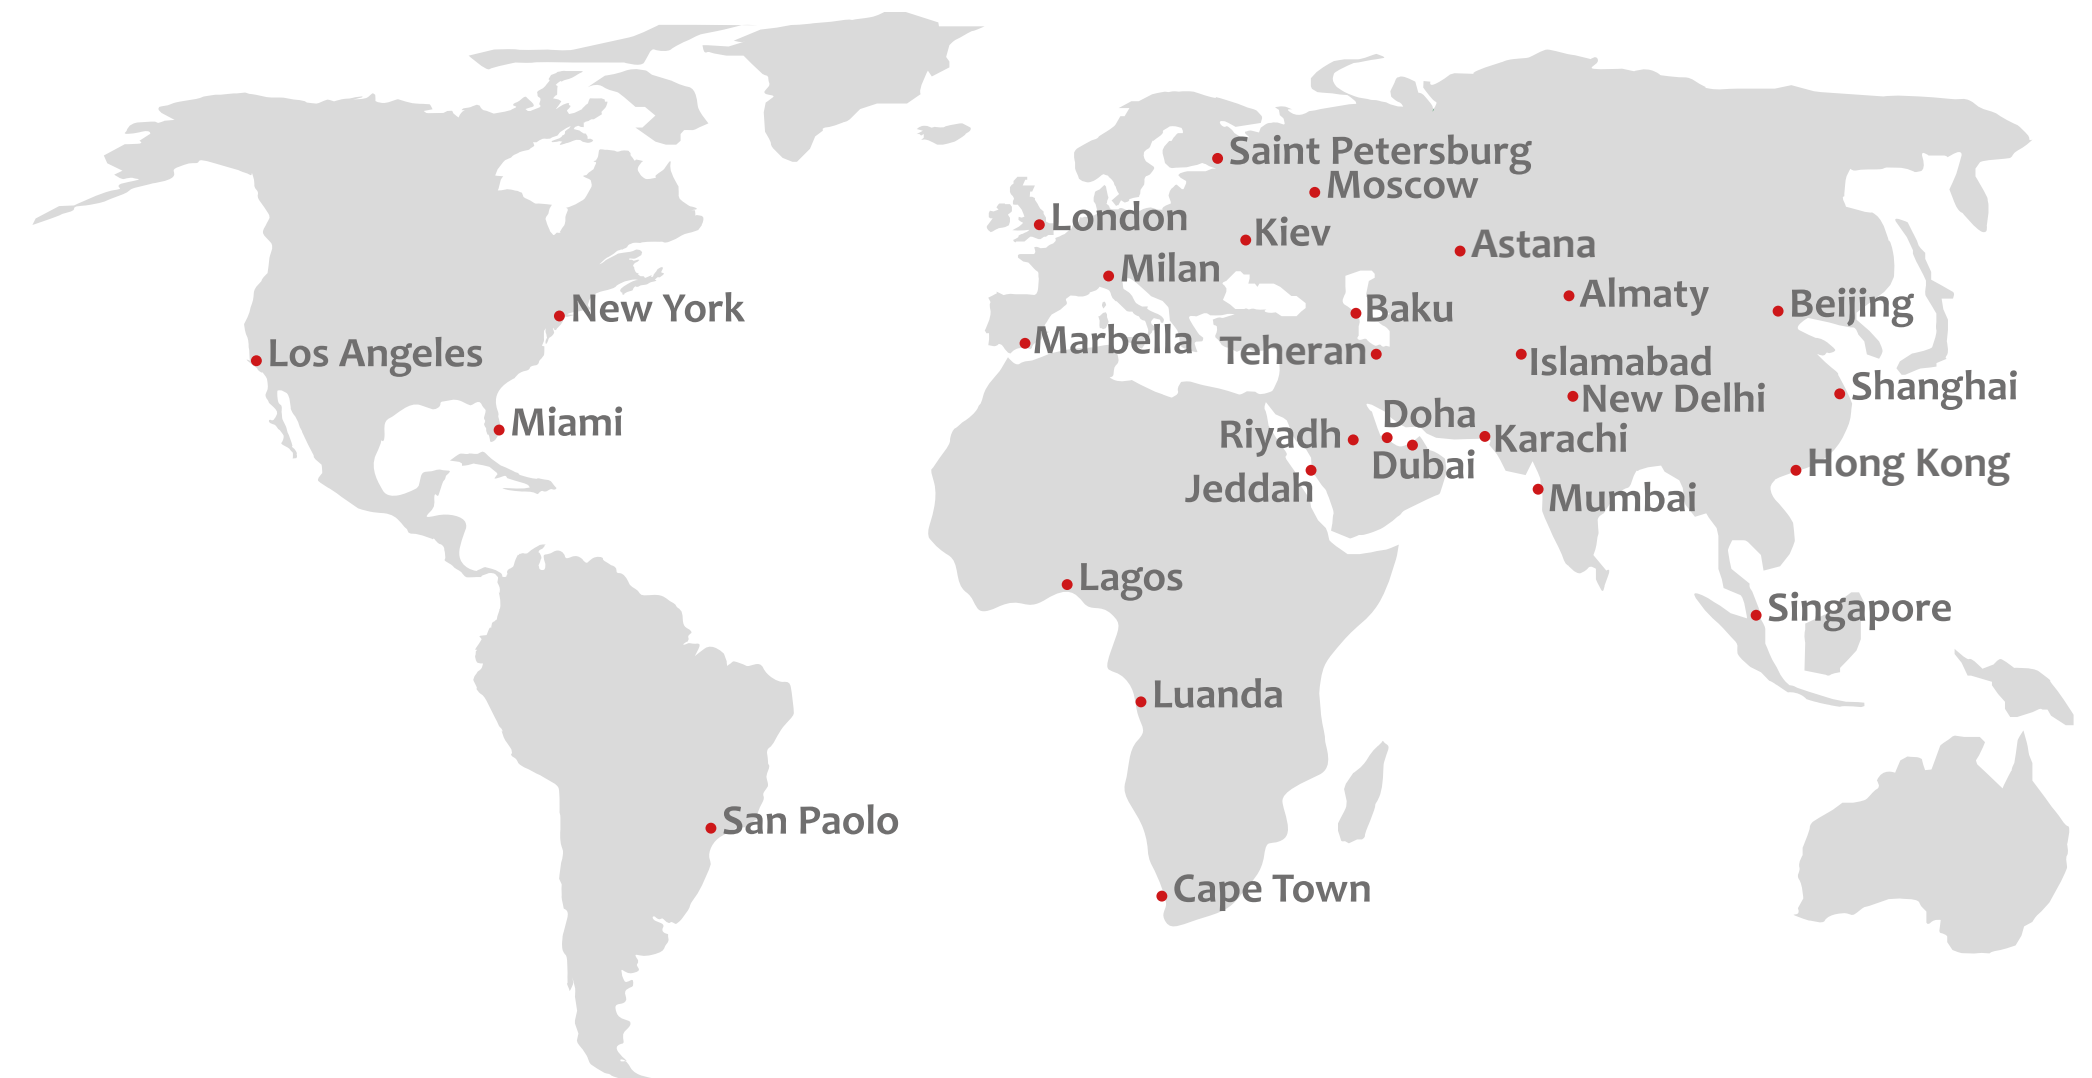 Saint Petersburg
Moscow
London
Kiev
Astana
Milan
Almaty
New York
Baku
Beijing
Marbella
Los Angeles
Teheran
Islamabad
New Delhi
Shanghai
Miami
Doha
Riyadh
Karachi
Dubai
Hong Kong
Jeddah
Mumbai
Lagos
Singapore
Luanda
San Paolo
Cape Town